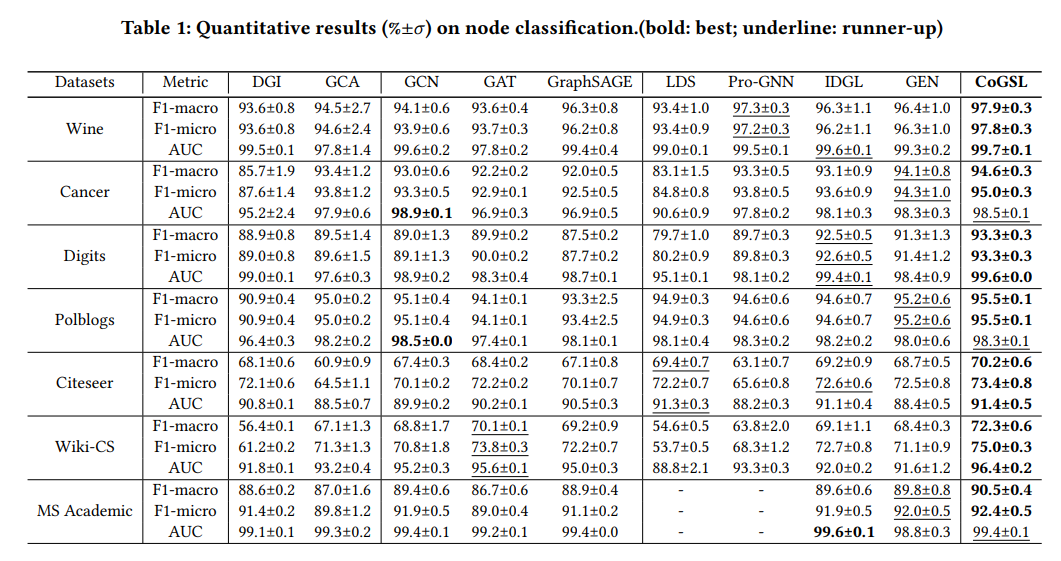 Table 1: Quantitative results (%±σ) on node classification.(bold: best; underline: runner-up)
Datasets Metric DGI GCA GCN GAT GraphSAGE LDS Pro-GNN IDGL GEN CoGSL
F1-macro 93.6±0.8 94.5±2.7 94.1±0.6 93.6±0.4 96.3±0.8 93.4±1.0 97.3±0.3 96.3±1.1 96.4±1.0 97.9±0.3
Wine F1-micro 93.6±0.8 94.6±2.4 93.9±0.6 93.7±0.3 96.2±0.8 93.4±0.9 97.2±0.3 96.2±1.1 96.3±1.0 97.8±0.3
AUC 99.5±0.1 97.8±1.4 99.6±0.2 97.8±0.2 99.4±0.4 99.0±0.1 99.5±0.1 99.6±0.1 99.3±0.2 99.7±0.1
F1-macro 85.7±1.9 93.4±1.2 93.0±0.6 92.2±0.2 92.0±0.5 83.1±1.5 93.3±0.5 93.1±0.9 94.1±0.8 94.6±0.3
Cancer F1-micro 87.6±1.4 93.8±1.2 93.3±0.5 92.9±0.1 92.5±0.5 84.8±0.8 93.8±0.5 93.6±0.9 94.3±1.0 95.0±0.3
AUC 95.2±2.4 97.9±0.6 98.9±0.1 96.9±0.3 96.9±0.5 90.6±0.9 97.8±0.2 98.1±0.3 98.3±0.3 98.5±0.1
F1-macro 88.9±0.8 89.5±1.4 89.0±1.3 89.9±0.2 87.5±0.2 79.7±1.0 89.7±0.3 92.5±0.5 91.3±1.3 93.3±0.3
Digits F1-micro 89.0±0.8 89.6±1.5 89.1±1.3 90.0±0.2 87.7±0.2 80.2±0.9 89.8±0.3 92.6±0.5 91.4±1.2 93.3±0.3
AUC 99.0±0.1 97.6±0.3 98.9±0.2 98.3±0.4 98.7±0.1 95.1±0.1 98.1±0.2 99.4±0.1 98.4±0.9 99.6±0.0
F1-macro 90.9±0.4 95.0±0.2 95.1±0.4 94.1±0.1 93.3±2.5 94.9±0.3 94.6±0.6 94.6±0.7 95.2±0.6 95.5±0.1
Polblogs F1-micro 90.9±0.4 95.0±0.2 95.1±0.4 94.1±0.1 93.4±2.5 94.9±0.3 94.6±0.6 94.6±0.7 95.2±0.6 95.5±0.1
AUC 96.4±0.3 98.2±0.2 98.5±0.0 97.4±0.1 98.1±0.1 98.1±0.4 98.3±0.2 98.2±0.2 98.0±0.6 98.3±0.1
F1-macro 68.1±0.6 60.9±0.9 67.4±0.3 68.4±0.2 67.1±0.8 69.4±0.7 63.1±0.7 69.2±0.9 68.7±0.5 70.2±0.6
Citeseer F1-micro 72.1±0.6 64.5±1.1 70.1±0.2 72.2±0.2 70.1±0.7 72.2±0.7 65.6±0.8 72.6±0.6 72.5±0.8 73.4±0.8
AUC 90.8±0.1 88.5±0.7 89.9±0.2 90.2±0.1 90.5±0.3 91.3±0.3 88.2±0.3 91.1±0.4 88.4±0.5 91.4±0.5
F1-macro 56.4±0.1 67.1±1.3 68.8±1.7 70.1±0.1 69.2±0.9 54.6±0.5 63.8±2.0 69.1±1.1 68.4±0.3 72.3±0.6
Wiki-CS F1-micro 61.2±0.2 71.3±1.3 70.8±1.8 73.8±0.3 72.2±0.7 53.7±0.5 68.3±1.2 72.7±0.8 71.1±0.9 75.0±0.3
AUC 91.8±0.1 93.2±0.4 95.2±0.3 95.6±0.1 95.0±0.3 88.8±2.1 93.3±0.3 92.0±0.2 91.6±1.2 96.4±0.2
F1-macro 88.6±0.2 87.0±1.6 89.4±0.6 86.7±0.6 88.9±0.4 - - 89.6±0.6 89.8±0.8 90.5±0.4
MS Academic F1-micro 91.4±0.2 89.8±1.2 91.9±0.5 89.0±0.4 91.1±0.2 - - 91.9±0.5 92.0±0.5 92.4±0.5
AUC 99.1±0.1 99.3±0.2 99.4±0.1 99.2±0.1 99.4±0.0 - - 99.6±0.1 98.8±0.3 99.4±0.1